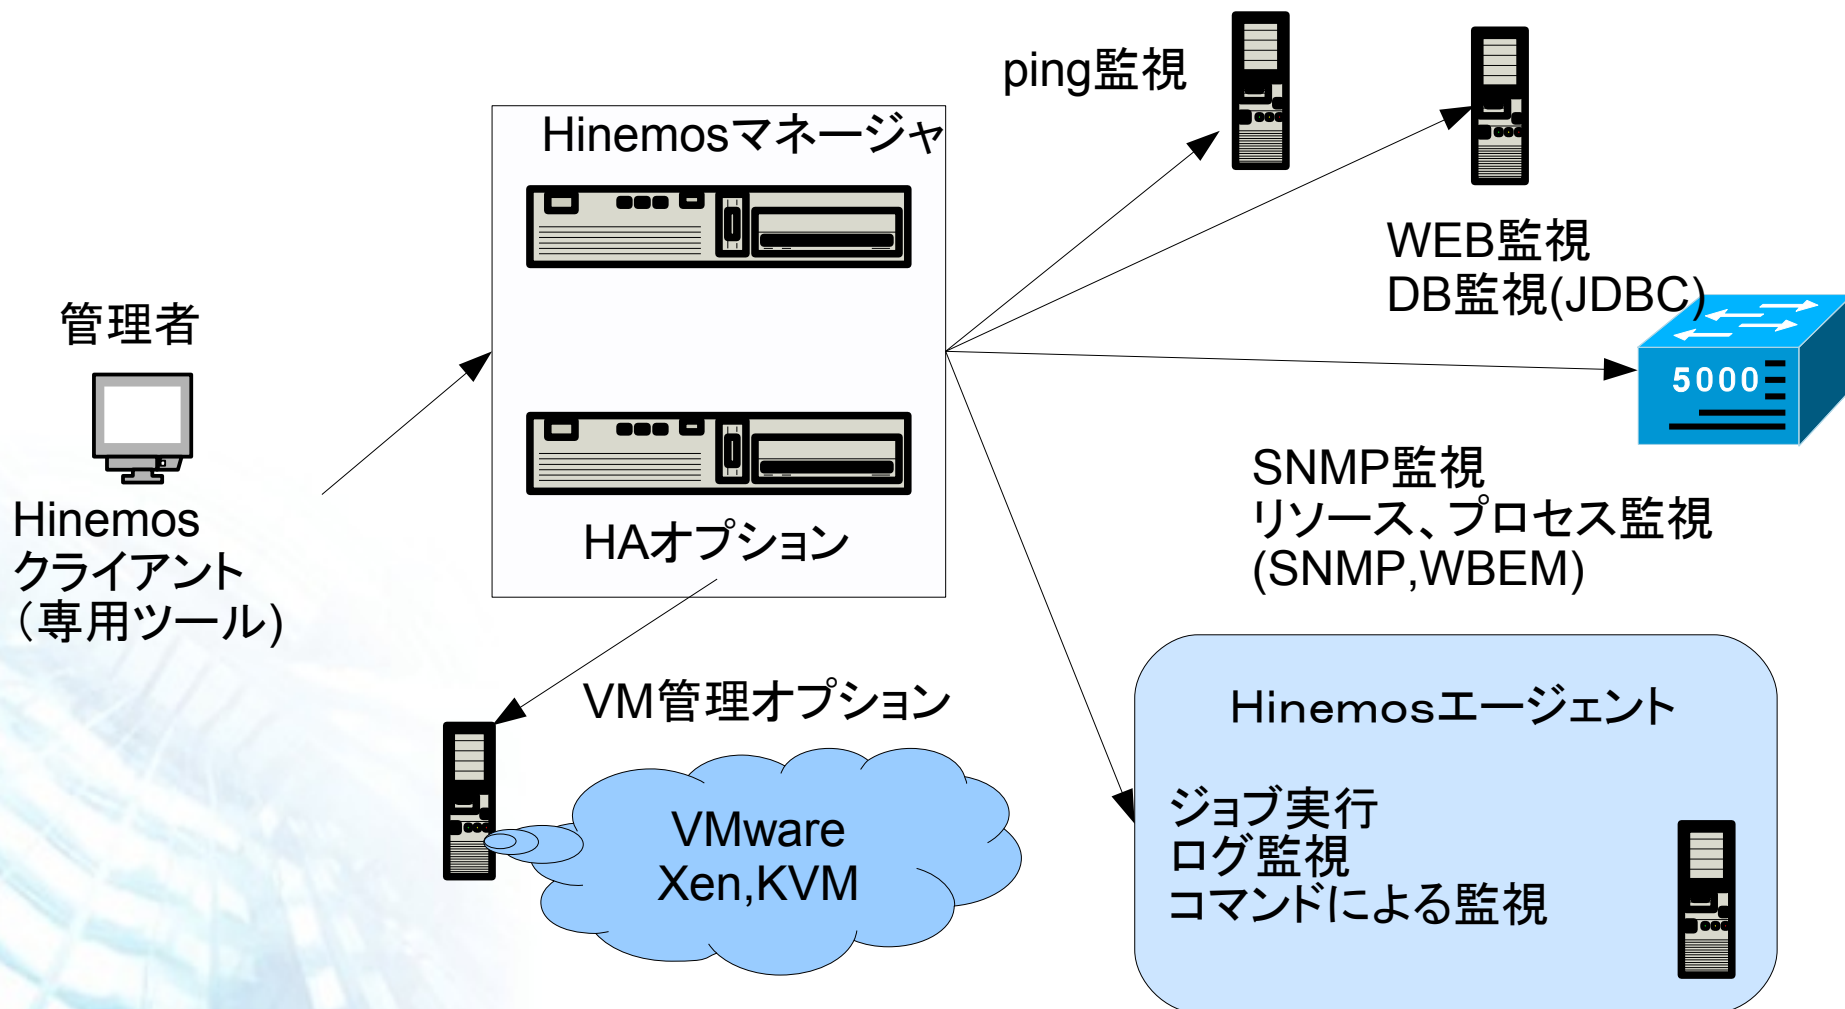 ping監視
Hinemosマネージャ
WEB監視
DB監視(JDBC)
管理者
5000
Hinemos
クライアント
（専用ツール)
SNMP監視
リソース、プロセス監視
(SNMP,WBEM)
HAオプション
VM管理オプション
VMware
Xen,KVM
Ｈｉｎｅｍｏｓエージェント
ジョブ実行
ログ監視
コマンドによる監視